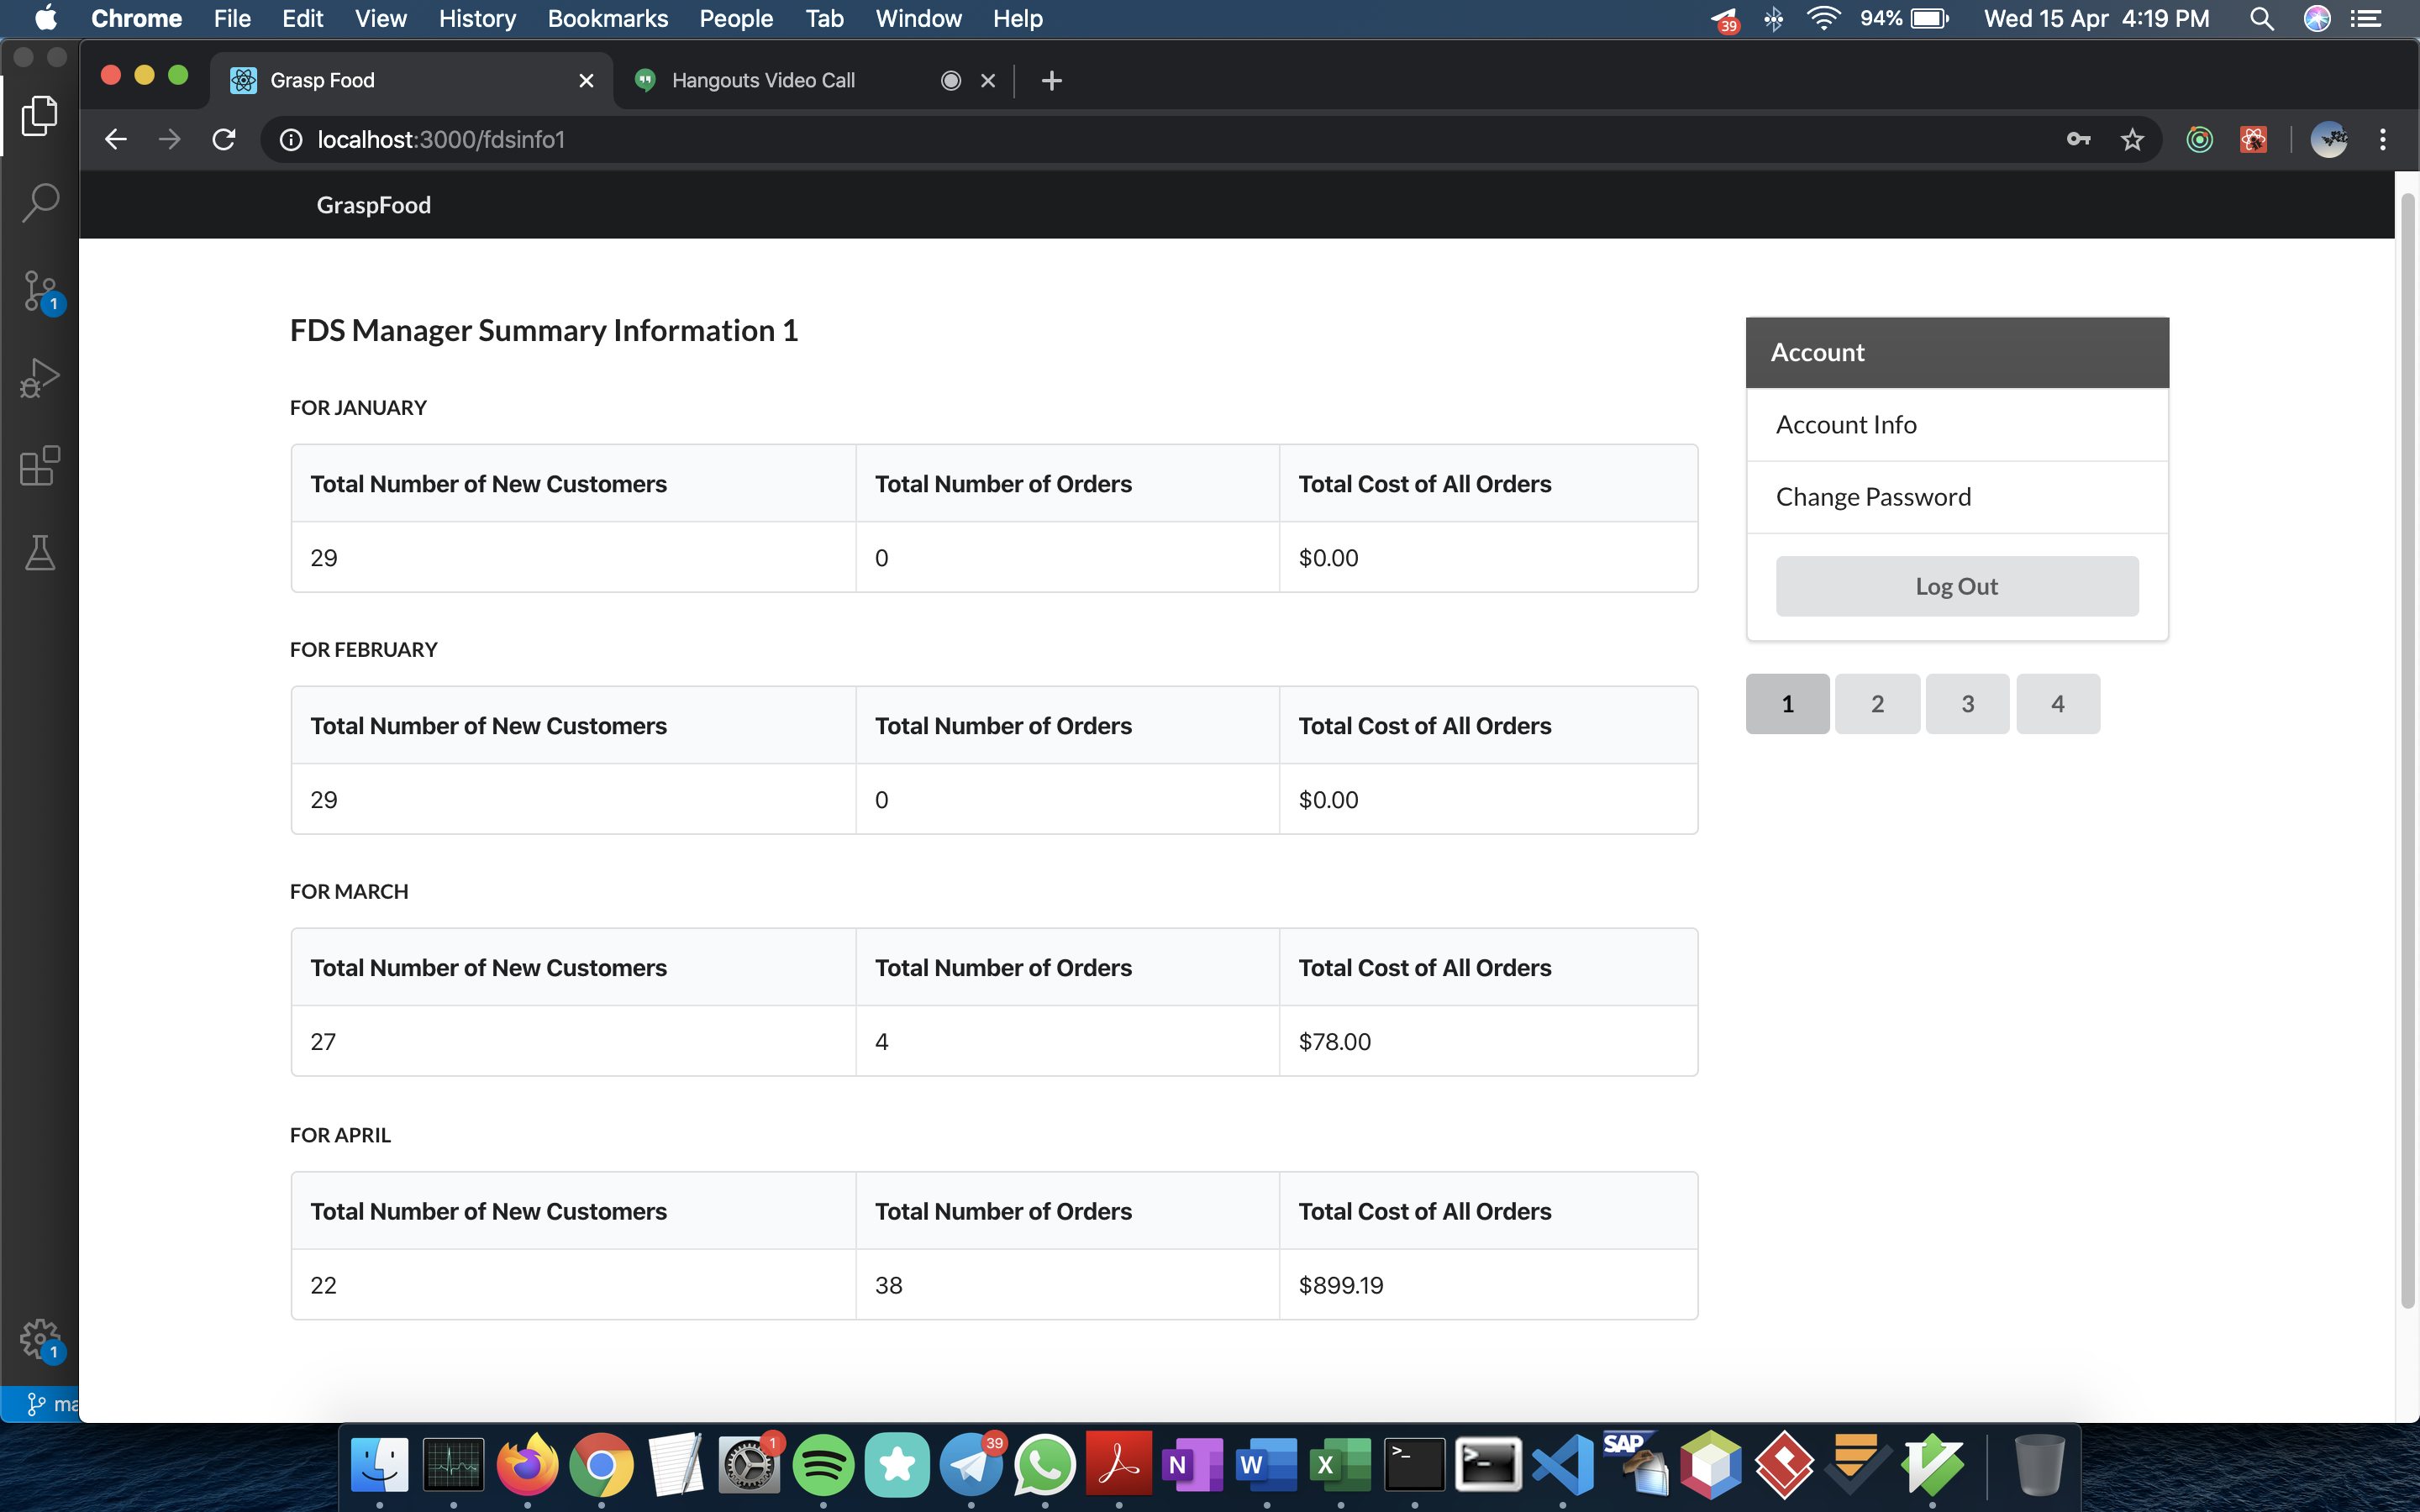 Chrome File Edit View History Bookmarks People Tab Window Help 39 94% Wed 15 Apr 4:19 PM
Grasp Food Hangouts Video Call
localhost:3000/fdsinfo1
GraspFood
1
FDS Manager Summary Information 1
Account
Account Info
Change Password
Log Out
1 2 3 4
FOR JANUARY
Total Number of New Customers Total Number of Orders Total Cost of All Orders
29 0 $0.00
FOR FEBRUARY
Total Number of New Customers Total Number of Orders Total Cost of All Orders
29 0 $0.00
FOR MARCH
Total Number of New Customers Total Number of Orders Total Cost of All Orders
27 4 $78.00
FOR APRIL
Total Number of New Customers Total Number of Orders Total Cost of All Orders
22 38 $899.19
1
ma
1 39 N W X >_ >_ SAP V